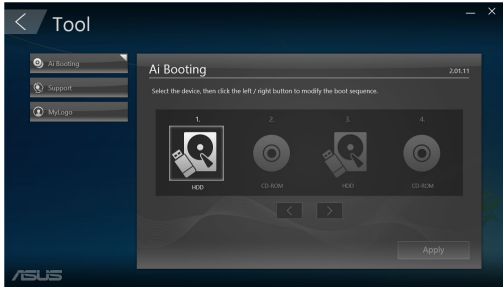 Tool
Ai Booting
Support
MyLogo
Ai Booting
2.01.11
Select the device, then click the left / right button to modify the boot sequence.
1. 2. 3. 4.
HDD CD-ROM HDD CD-ROM
Apply
ASUS